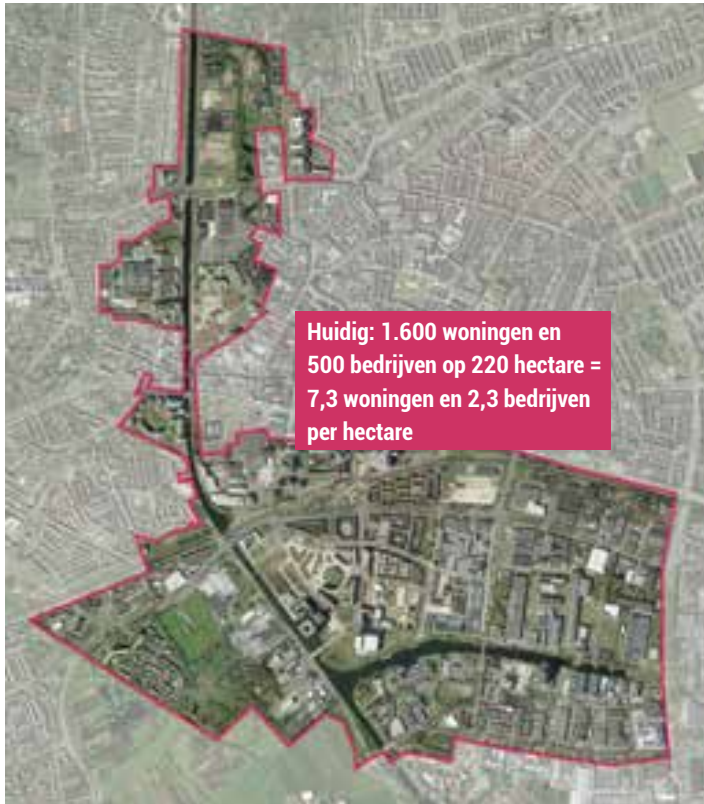 Huidig: 1.600 woningen en
500 bedrijven op 220 hectare =
7,3 woningen en 2,3 bedrijven
per hectare